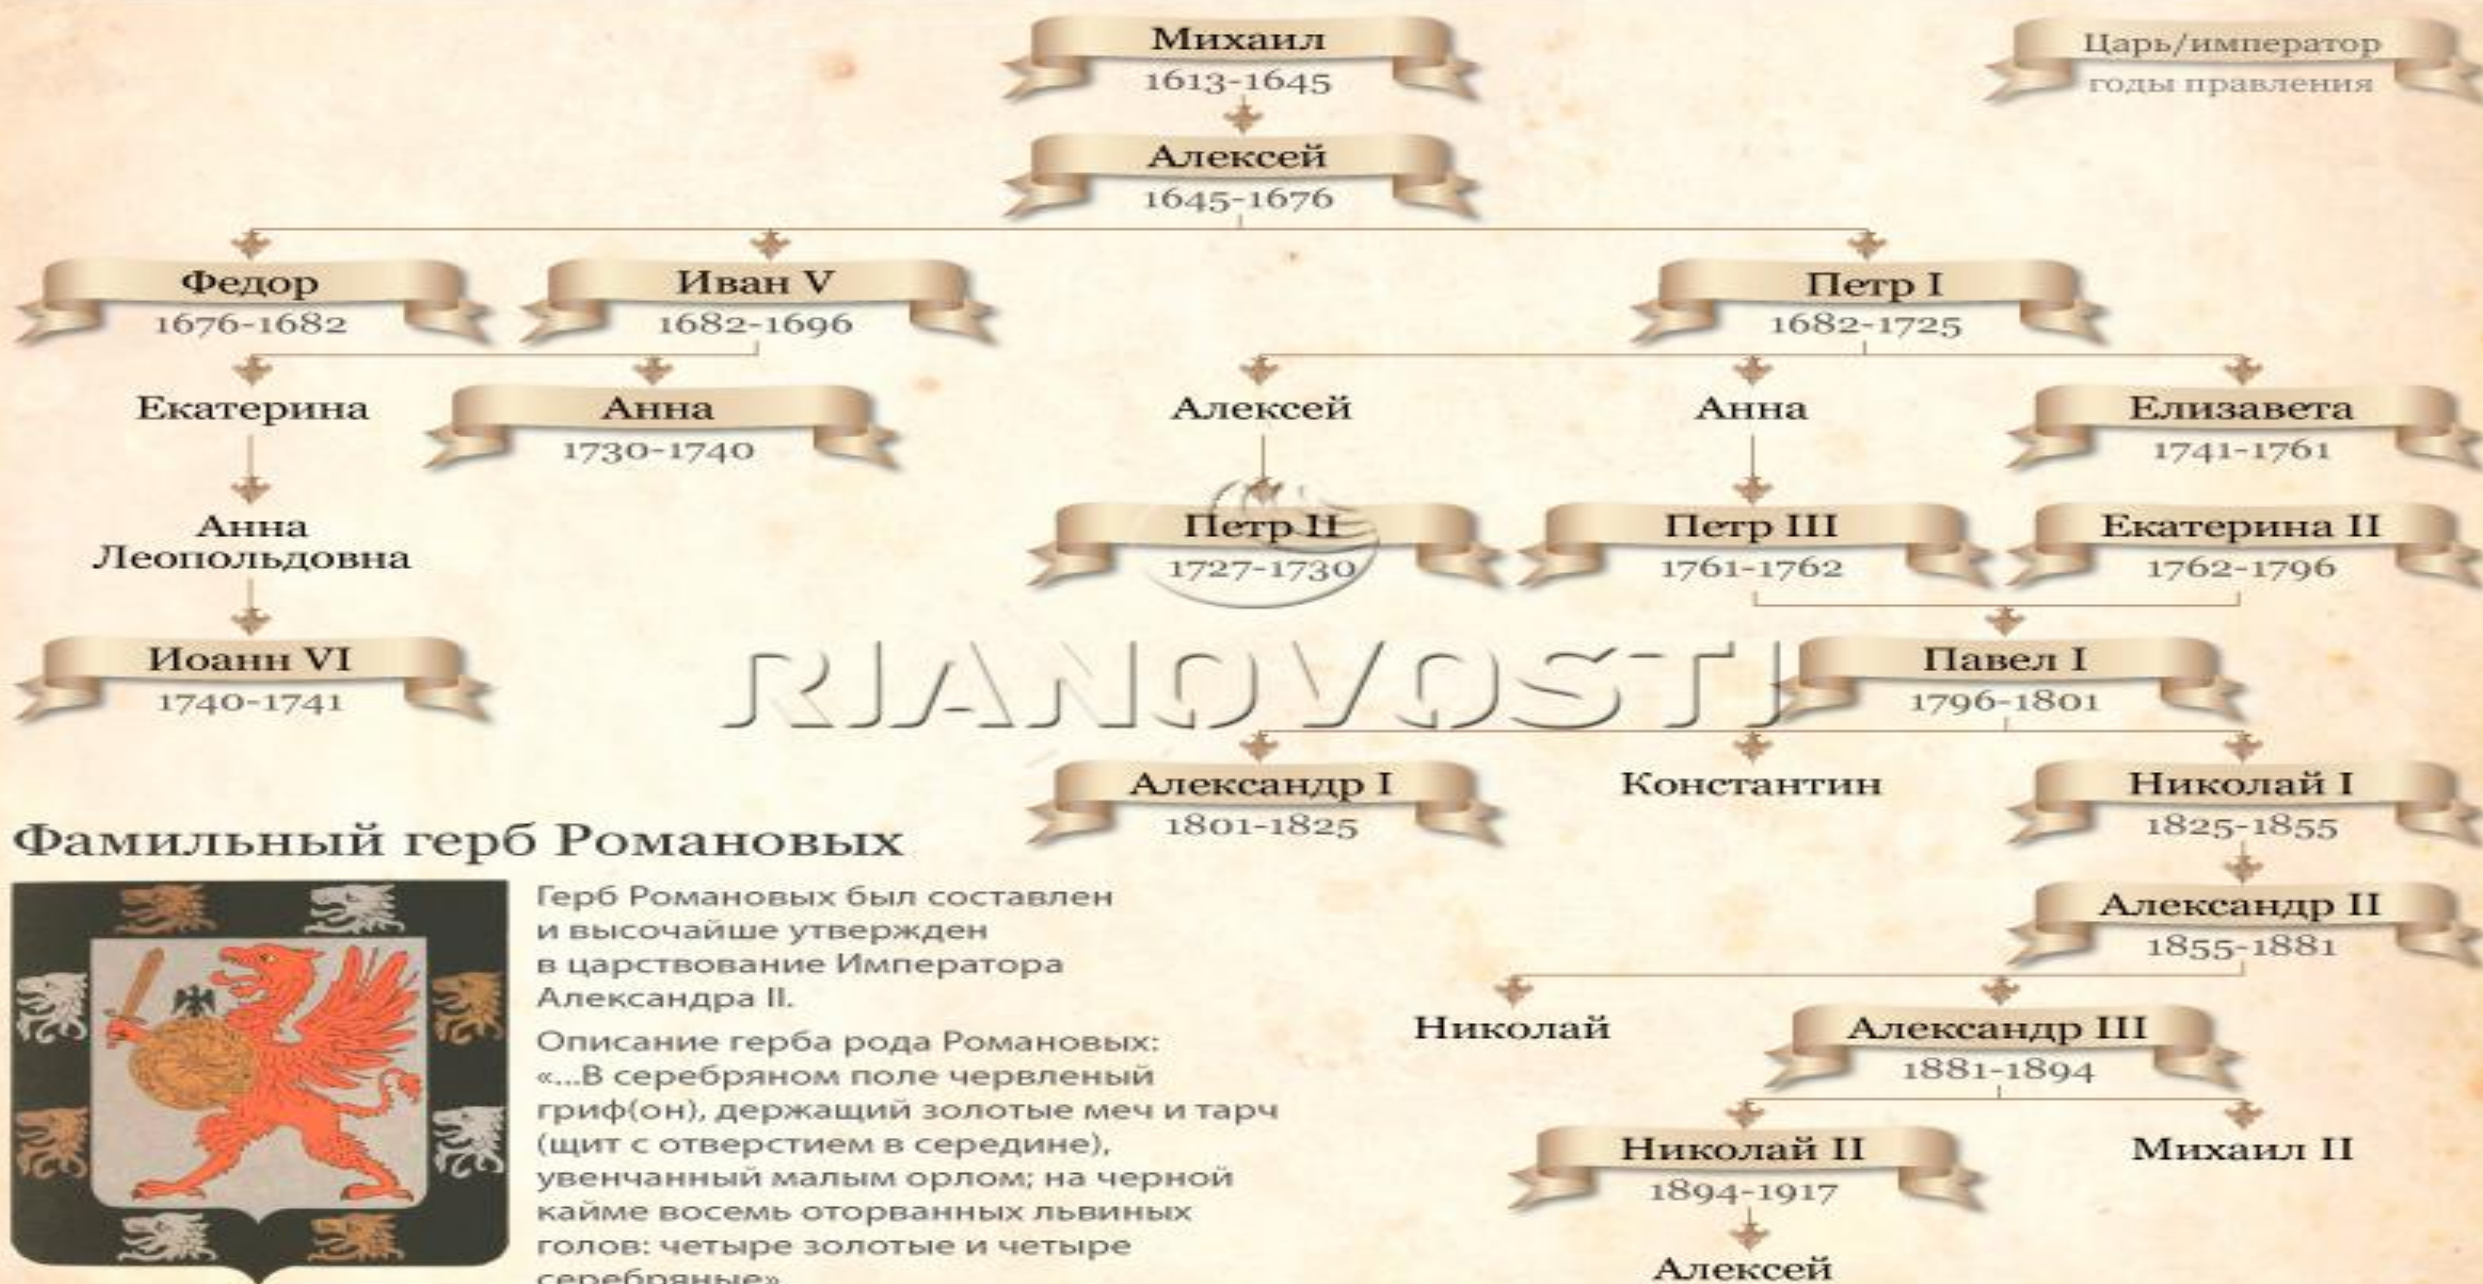 Михаил
1613-1645
Царь/император
годы правления
Алексей
1645-1676
Федор
1676-1682
Иван V
1682-1696
Петр I
1682-1725
Екатерина
Анна
1730-1740
Алексей
Анна
Елизавета
1741-1761
Анна
Леопольдовна
Петр II
1727-1730
Петр III
1761-1762
Екатерина II
1762-1796
Иоанн VI
1740-1741
RIANOVOSTI
Павел I
1796-1801
Александр I
1801-1825
Константин
Николай I
1825-1855
Александр II
1855-1881
Николай
Александр III
1881-1894
Николай II
1894-1917
Михаил II
Алексей
Фамильный герб Романовых
Герб Романовых был составлен
и высочайше утвержден
в царствование Императора
Александра II.
Описание герба рода Романовых:
«...В серебряном поле червленый
гриф(он), держащий золотые меч и тарч
(щит с отверстием в середине),
увенчанный малым орлом; на черной
кайме восемь оторванных львиных
голов: четыре золотые и четыре
серебряные»